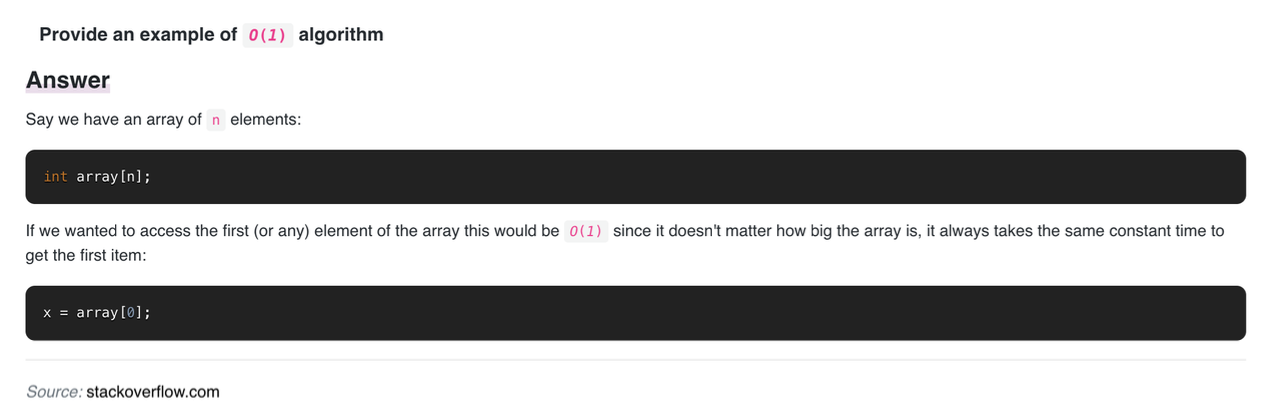 Provide an example of O(1) algorithm
Answer
Say we have an array of n elements:
int array[n];
If we wanted to access the first (or any) element of the array this would be O(1) since it doesn't matter how big the array is, it always takes the same constant time to
get the first item:
x = array[0];
Source: stackoverflow.com